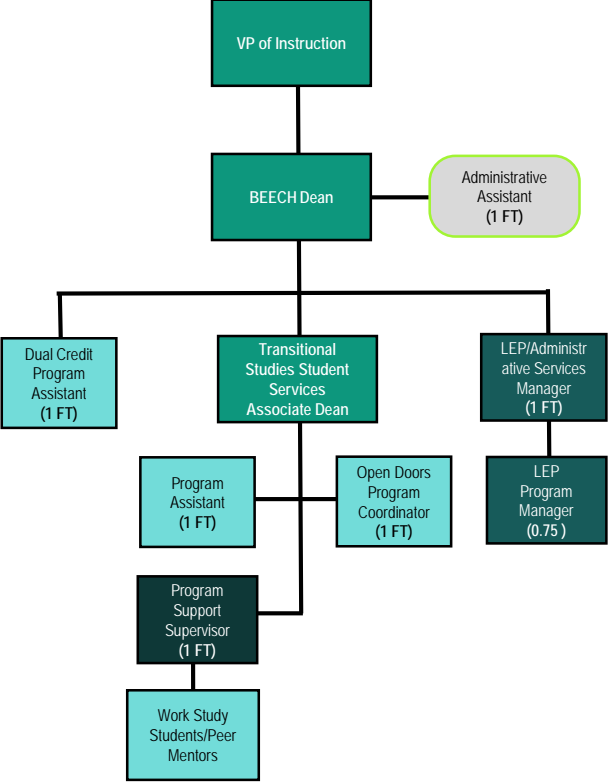 VP of Instruction
BEECH Dean
Administrative
Assistant
(1 FT)
Dual Credit
Program
Assistant
(1 FT)
Transitional
Studies Student
Services
Associate Dean
LEP/Administr
ative Services
Manager
(1 FT)
Program
Assistant
(1 FT)
Open Doors
Program
Coordinator
(1 FT)
LEP
Program
Manager
(0.75 )
Program
Support
Supervisor
(1 FT)
Work Study
Students/Peer
Mentors